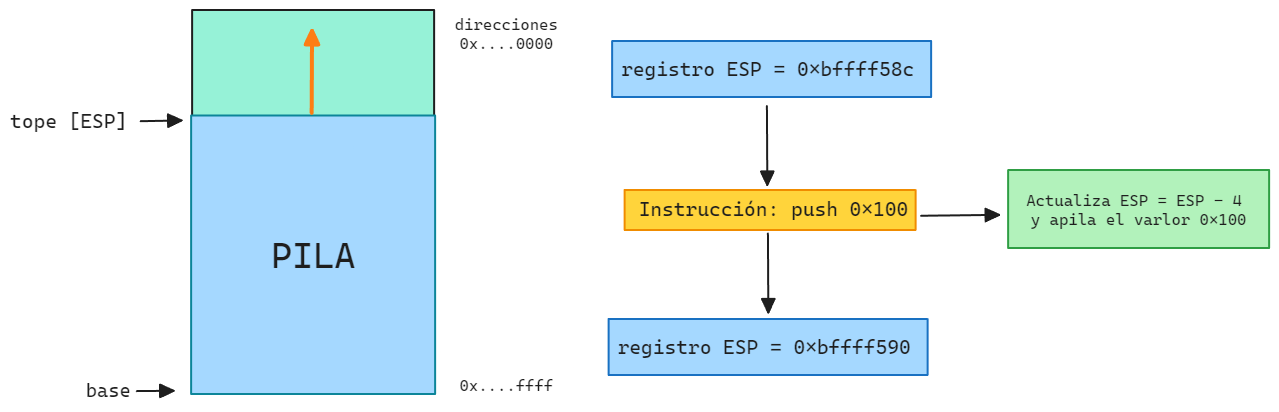 direcciones
0x....0000
tope [ESP]
PILA
base
0x....ffff
registro ESP = 0×bffff58c
Instrucción: push 0×100
Actualiza ESP = ESP - 4
y apila el varlor 0×100
registro ESP = 0×bffff590